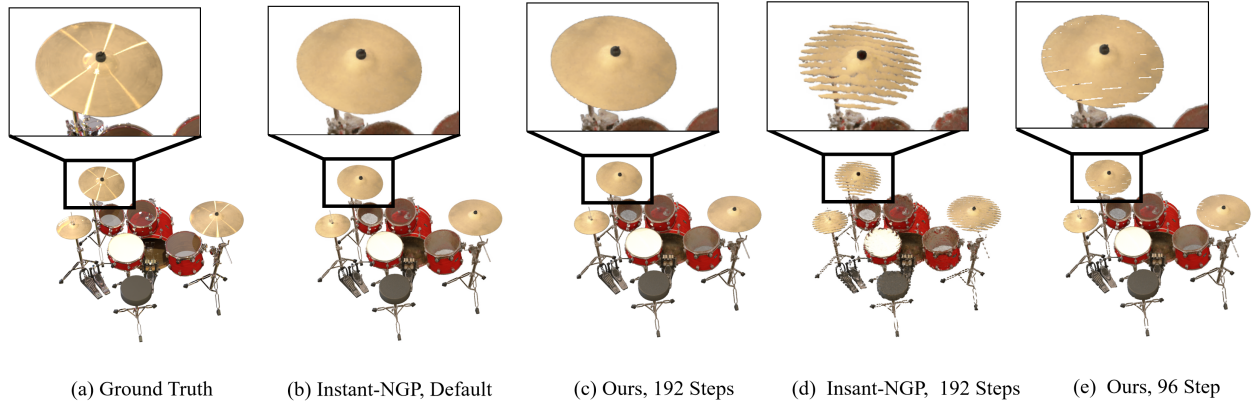 (a) Ground Truth
(b) Instant-NGP, Default
(c) Ours, 192 Steps
(d) Insant-NGP, 192 Steps
(e) Ours, 96 Step